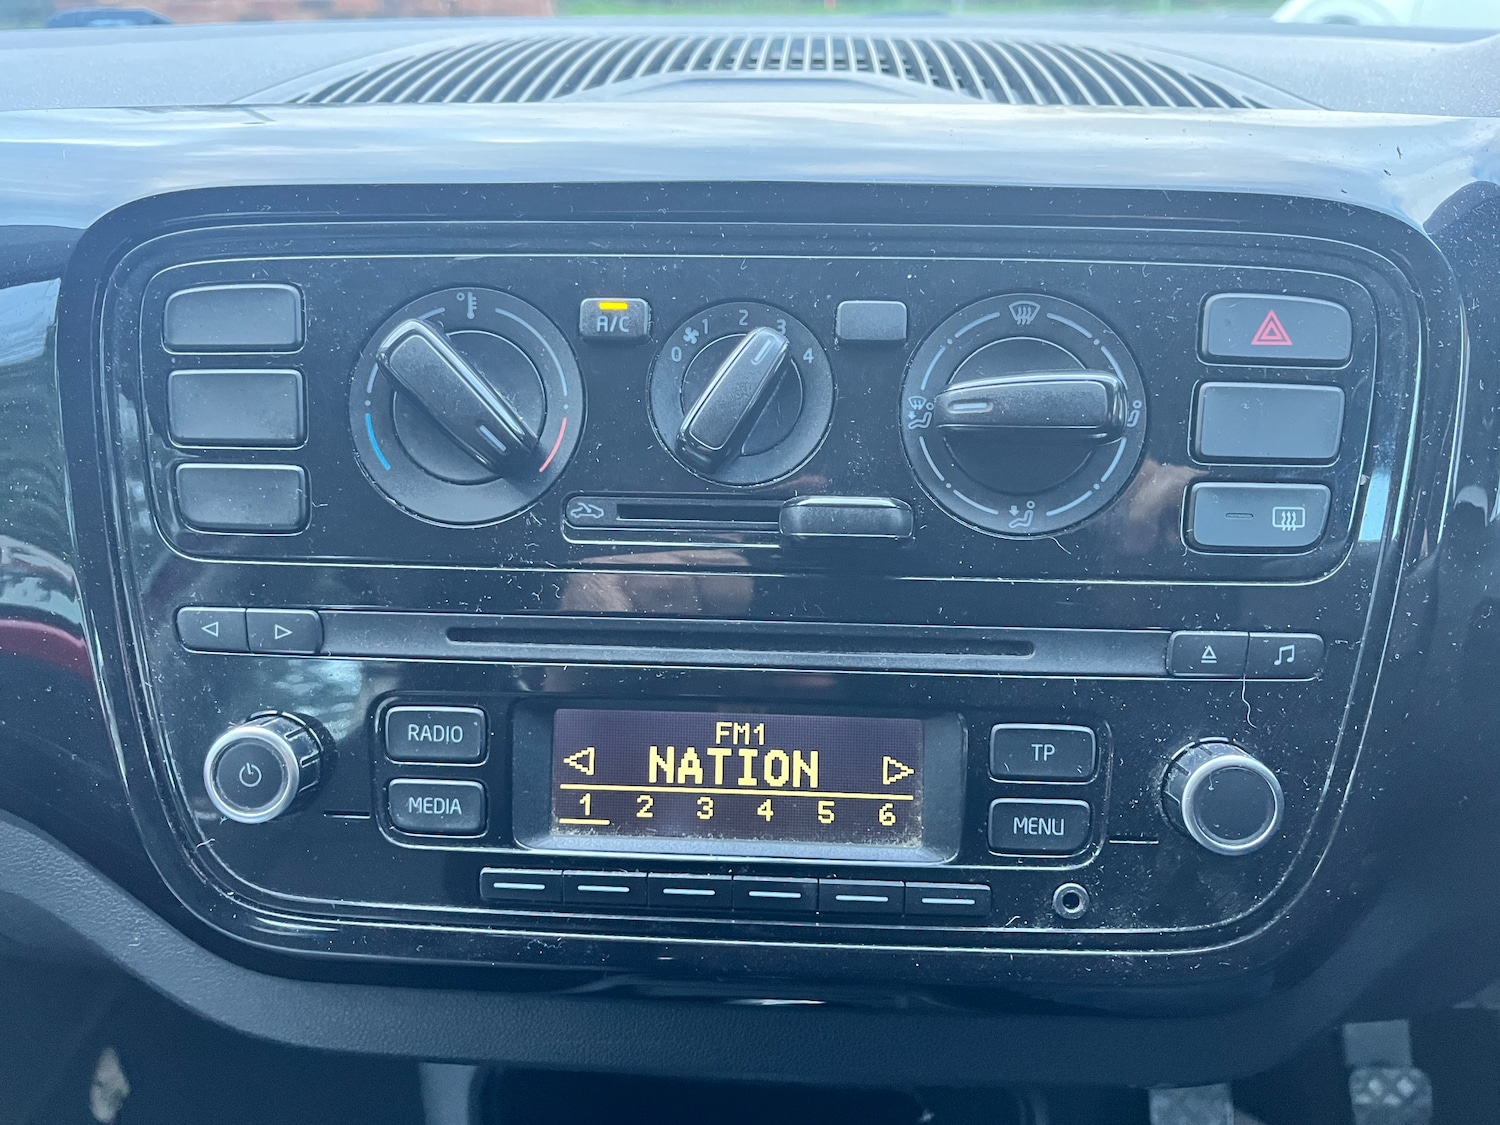 A/C
0 1 2 3 4
RADIO
MEDIA
FM1
NATION
1 2 3 4 5 6
TP
MENU